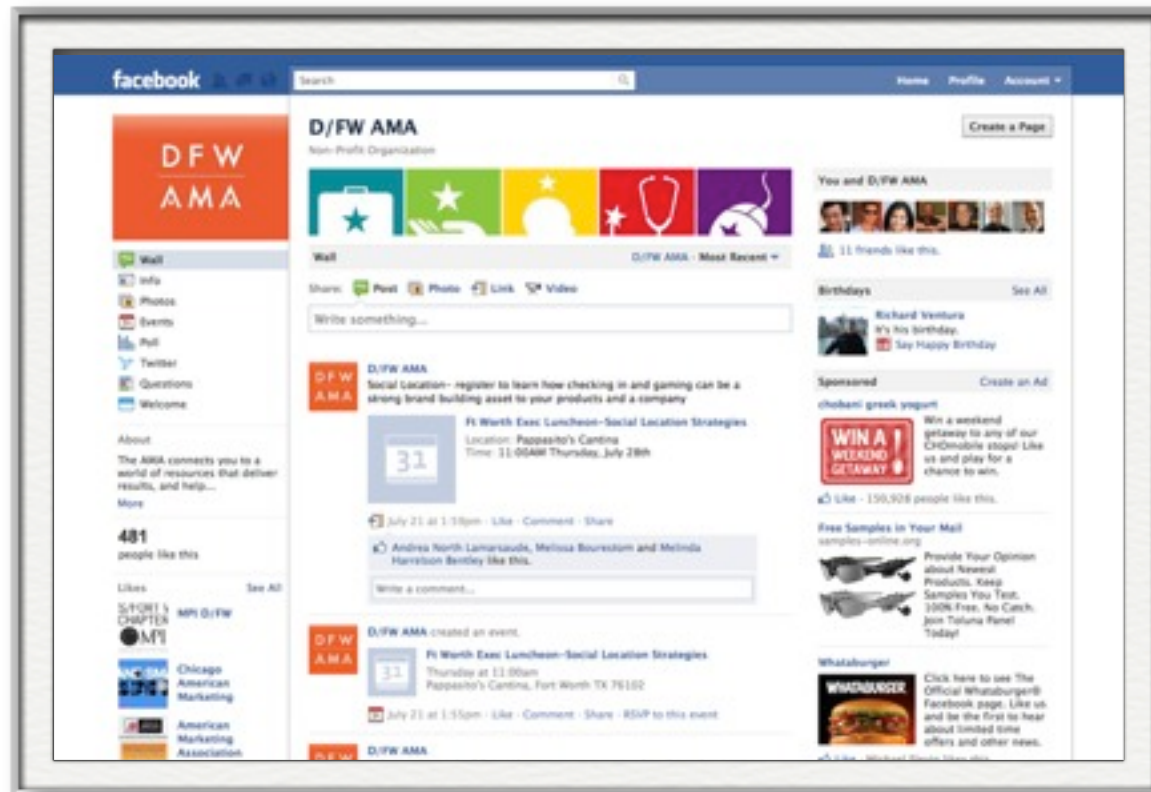 facebook
Search
Home Profile Account
DFW
AMA
Wall
Info
Photos
Events
Poll
Twitter
Questions
Welcome
About
The AMA connects you to a
world of resources that deliver
results, and help...
More
481
people like this
Likes See All
MPI D/FW
Chicago
American
Marketing
American
Marketing
Association
D/FW AMA
Non-Profit Organization
Wall D/FW AMA · Most Recent
Share: Post Photo Link Video
Write something...
DFW
AMA
D/FW AMA
Social Location- register to learn how checking in and gaming can be a
strong brand building asset to your products and a company
31
Ft Worth Exec Luncheon-Social Location Strategies
Location: Pappasito's Cantina
Time: 11:00AM Thursday, July 28th
July 21 at 1:59pm · Like · Comment · Share
Andrea North Lamarsaude, Melissa Bourestom and Melinda
Harrelson Bentley like this.
Write a comment...
DFW
AMA
D/FW AMA created an event.
31
Ft Worth Exec Luncheon-Social Location Strategies
Thursday at 11:00am
Pappasito's Cantina, Fort Worth TX 76102
July 21 at 1:55pm · Like · Comment · Share · RSVP to this event
DFW
D/FW AMA
Create a Page
You and D/FW AMA
11 friends like this.
Birthdays See All
Richard Ventura
It's his birthday.
Say Happy Birthday
Sponsored Create an Ad
chobani greek yogurt
WIN A
WEEKEND
GETAWAY!
Win a weekend
getaway to any of our
CHOmobile stops! Like
us and play for a
chance to win.
Like · 159,928 people like this.
Free Samples in Your Mail
samples-online.org
Provide Your Opinion
about Newest
Products. Keep
Samples You Test.
100% Free. No Catch.
Join Toluna Panel
Today!
Whataburger
WHATABURGER
Click here to see The
Official Whataburger®
Facebook page. Like us
and be the first to hear
about limited time
offers and other news.